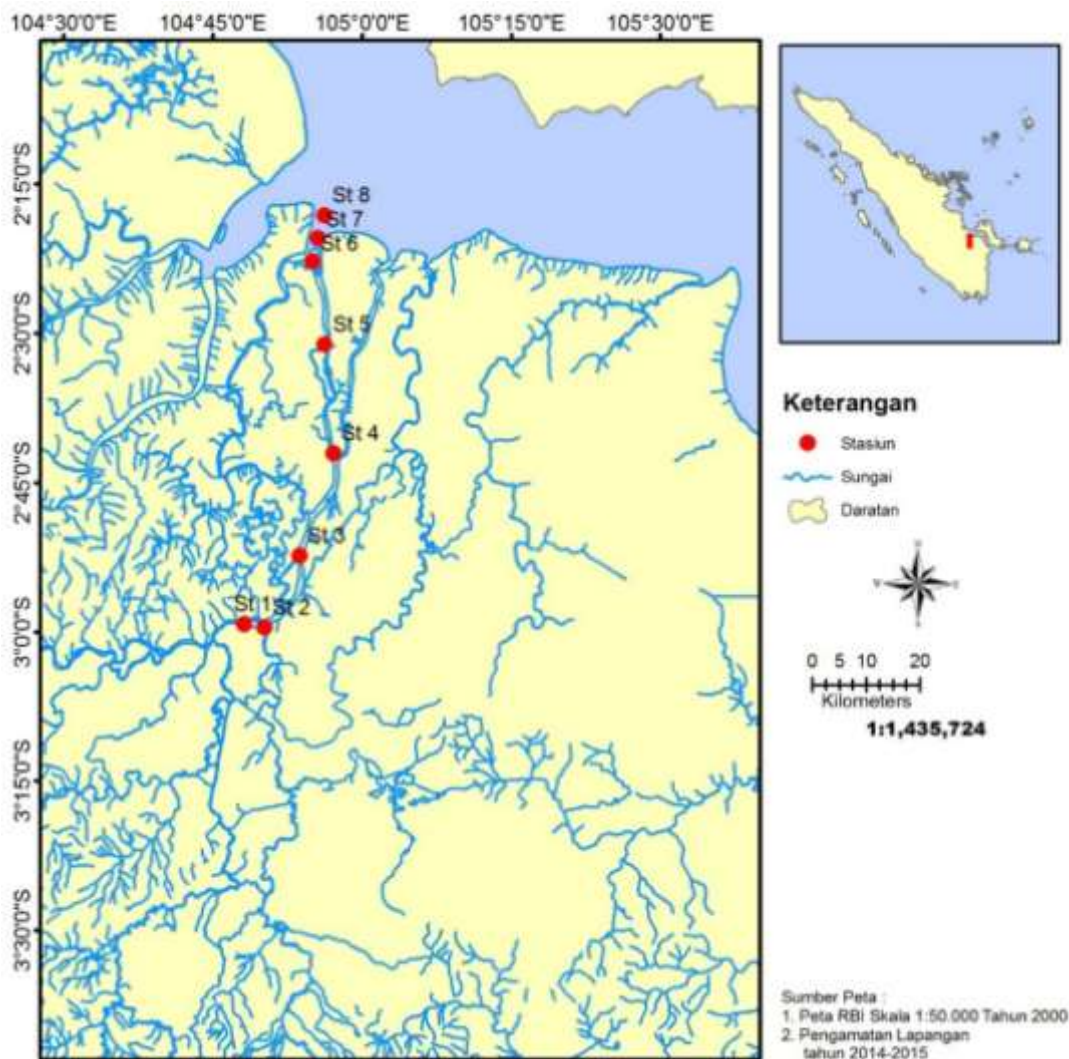 104°30'0"E 104°45'0"E 105°0'0"E 105°15'0"E 105°30'0"E
2°15'0"S
2°30'0"S
2°45'0"S
3°0'0"S
3°15'0"S
3°30'0"S
St 8
St 7
St 6
St 5
St 4
St 3
St 1
St 2
Keterangan
Stasiun
Sungai
Daratan
0 5 10 20
Kilometers
1:1,435,724
Sumber Peta :
1. Peta RBI Skala 1:50.000 Tahun 2000
2. Pengamatan Lapangan
tahun 2014-2015